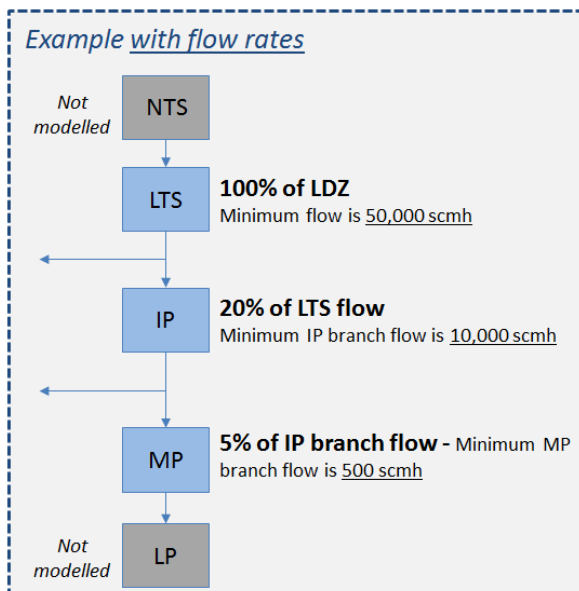 Example with flow rates
Not
modelled
NTS
LTS
100% of LDZ
Minimum flow is 50,000 scmh
IP
20% of LTS flow
Minimum IP branch flow is 10,000 scmh
MP
5% of IP branch flow - Minimum MP
branch flow is 500 scmh
Not
modelled
LP